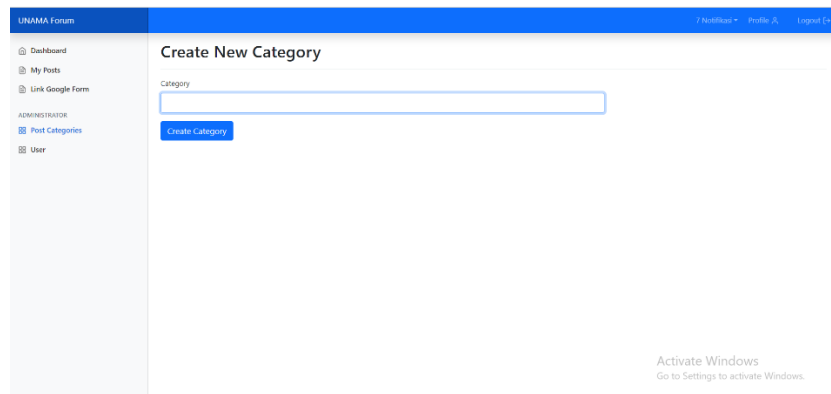 UNAMA Forum
7 Notifikasi Profile Logout
Dashboard
My Posts
Link Google Form
ADMINISTRATOR
Post Categories
User
Create New Category
Category
Create Category
Activate Windows
Go to Settings to activate Windows.